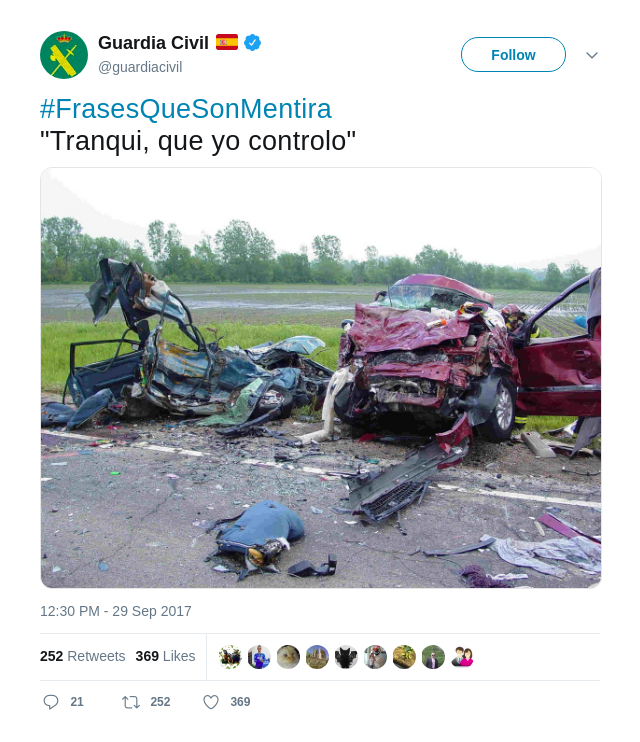 Guardia Civil
@guardiacivil
Follow
#FrasesQueSonMentira
"Tranqui, que yo controlo"
12:30 PM - 29 Sep 2017
252 Retweets 369 Likes
21 252 369